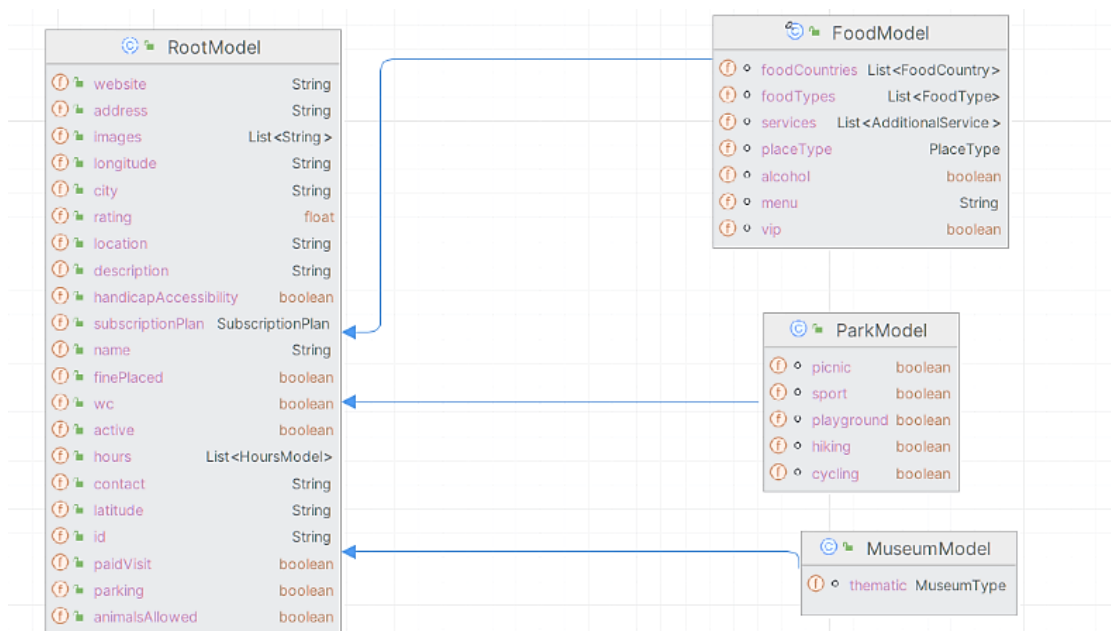 RootModel
website String
address String
images List<String>
longitude String
city String
rating float
location String
description String
handicapAccessibility boolean
subscriptionPlan SubscriptionPlan
name String
finePlaced boolean
wc boolean
active boolean
hours List<HoursModel>
contact String
latitude String
id String
paidVisit boolean
parking boolean
animalsAllowed boolean
FoodModel
foodCountries List<FoodCountry>
foodTypes List<FoodType>
services List<AdditionalService>
placeType PlaceType
alcohol boolean
menu String
vip boolean
ParkModel
picnic boolean
sport boolean
playground boolean
hiking boolean
cycling boolean
MuseumModel
thematic MuseumType